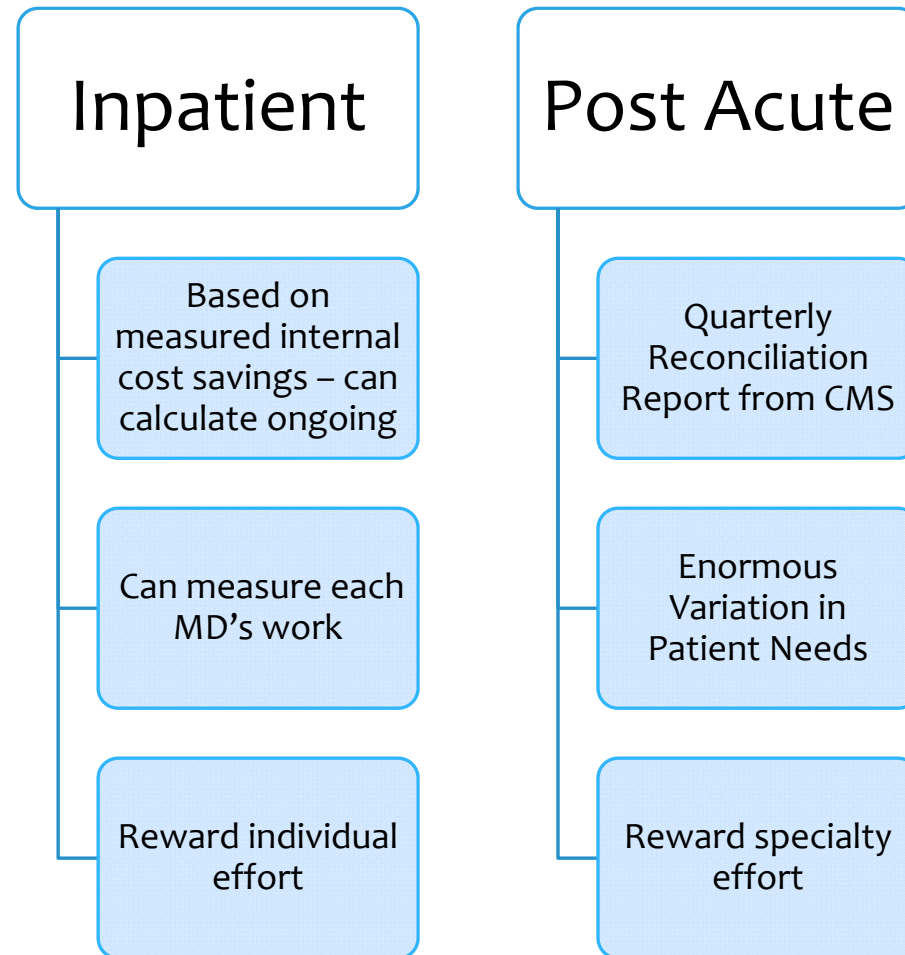 Inpatient
Based on
measured internal
cost savings – can
calculate ongoing
Can measure each
MD's work
Reward individual
effort
Post Acute
Quarterly
Reconciliation
Report from CMS
Enormous
Variation in
Patient Needs
Reward specialty
effort